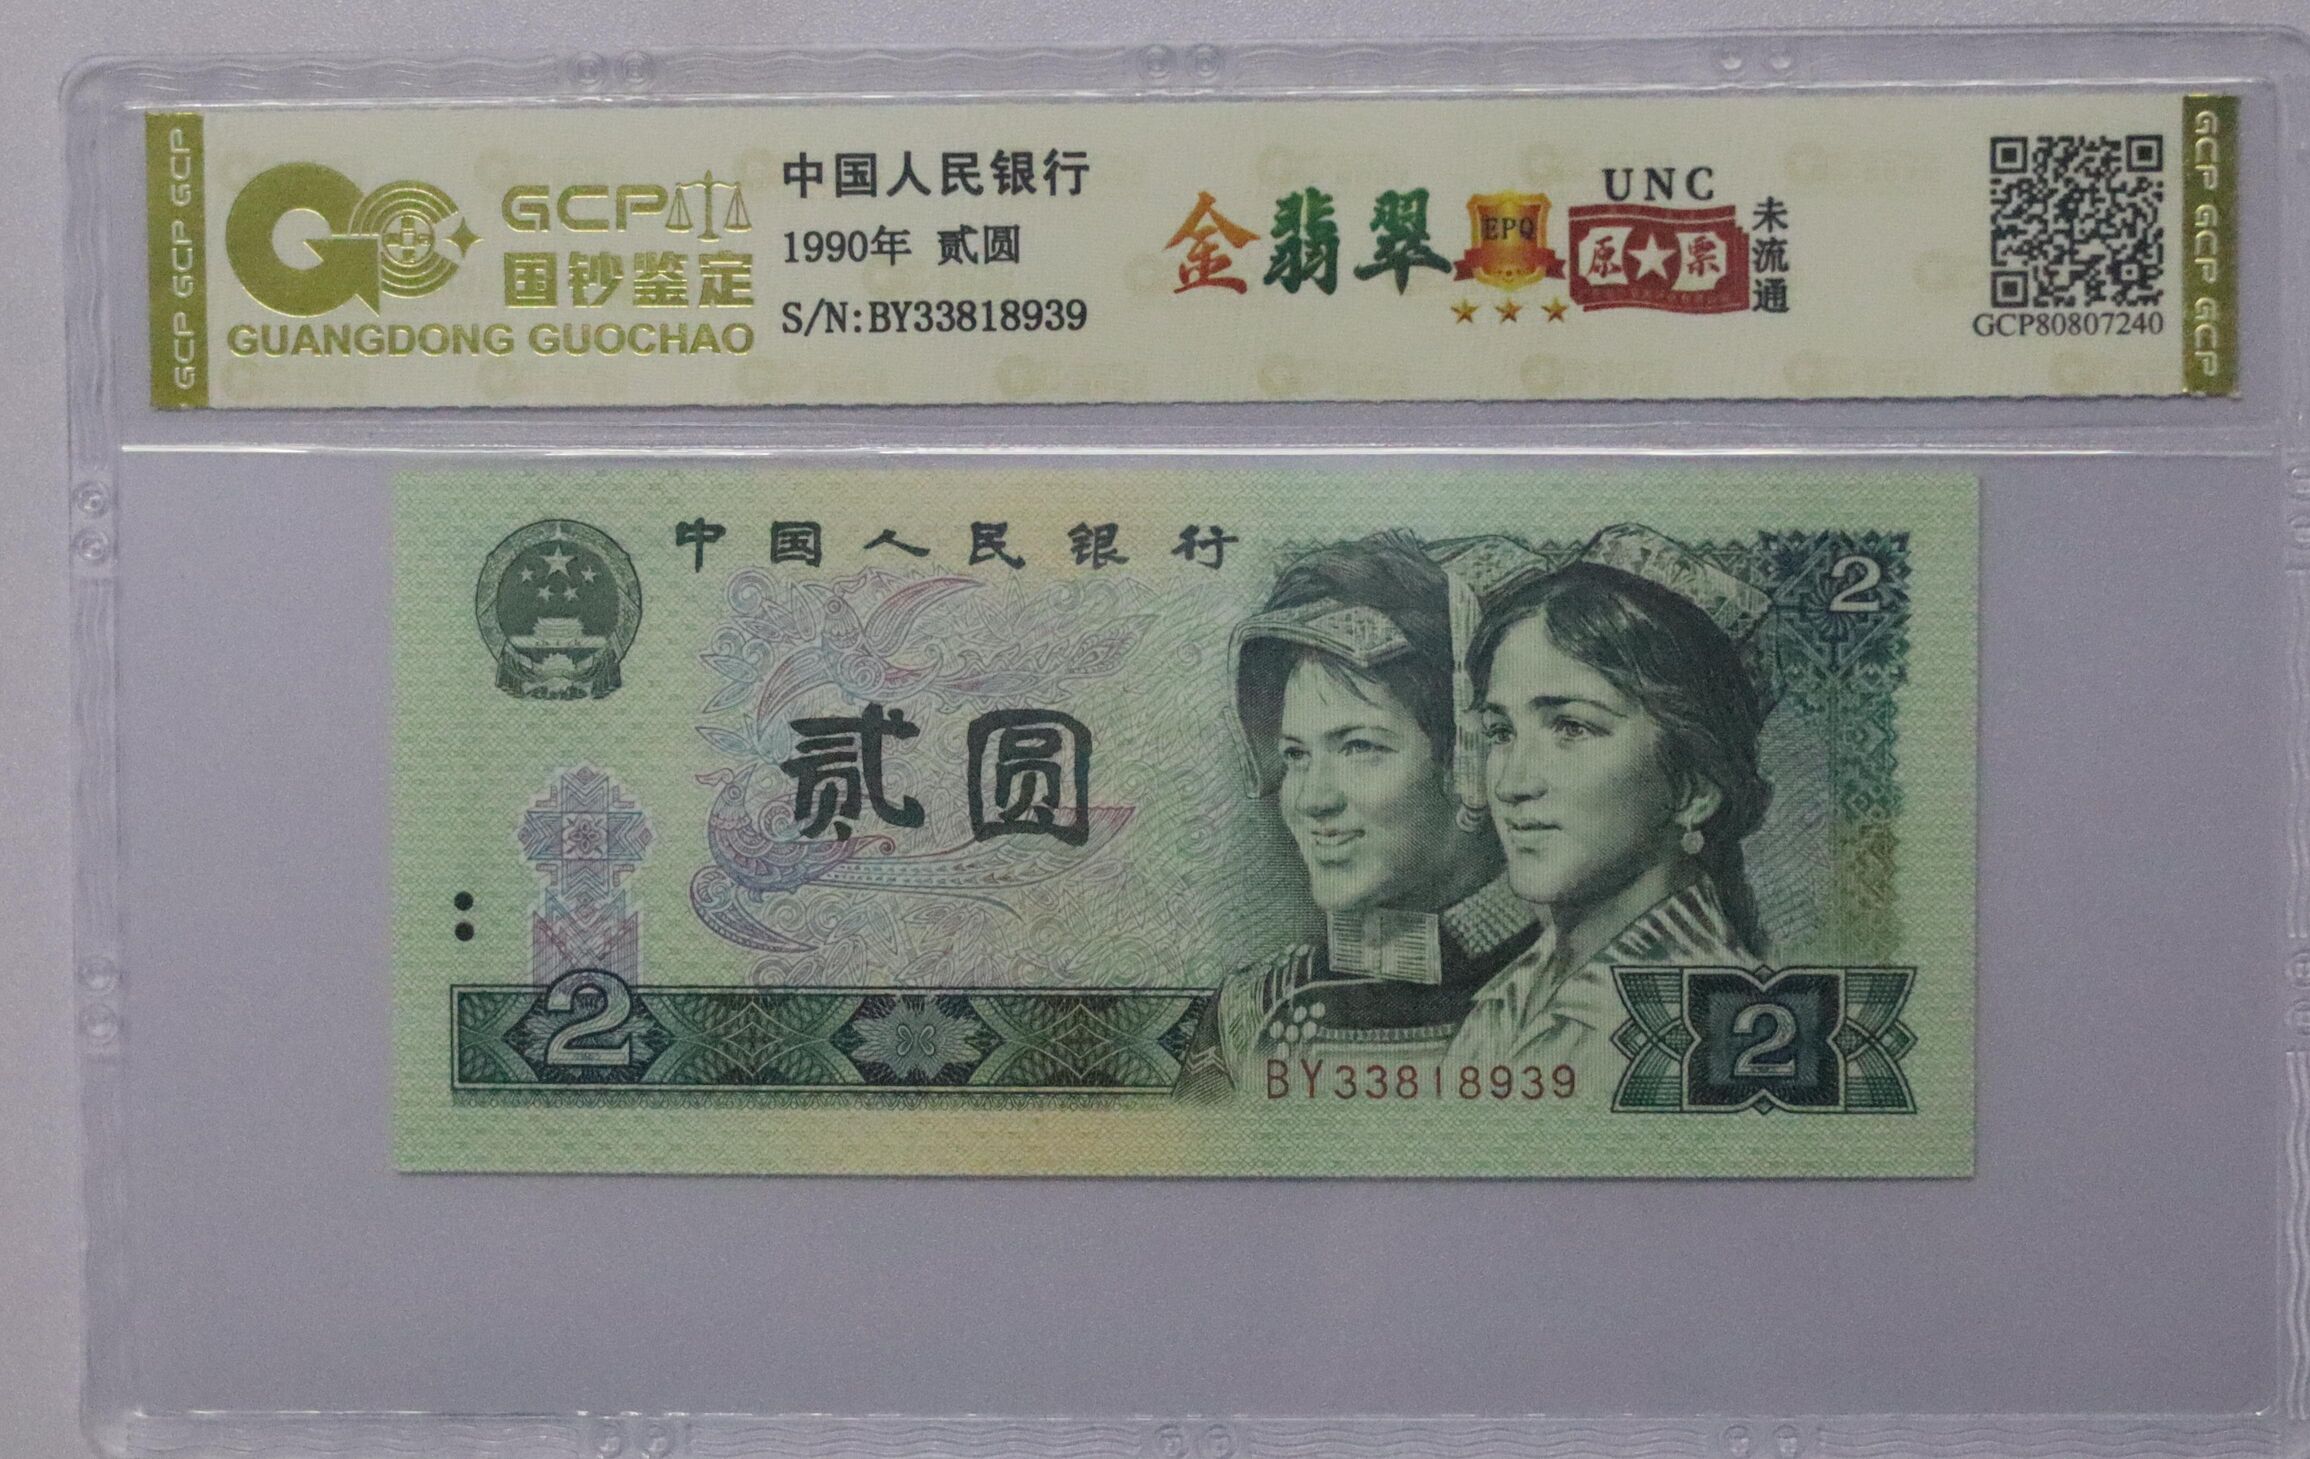 GCP GCP GCP
GCP
国钞鉴定
GUANGDONG GUOCHAO
中国人民银行
1990年 贰圆
S/N:BY33818939
金翡翠
EPQ
UNC
原★票
未流通
GCP80807240
GCP GCP GCP
中国人民银行
2
贰圆
2
BY33818939
2